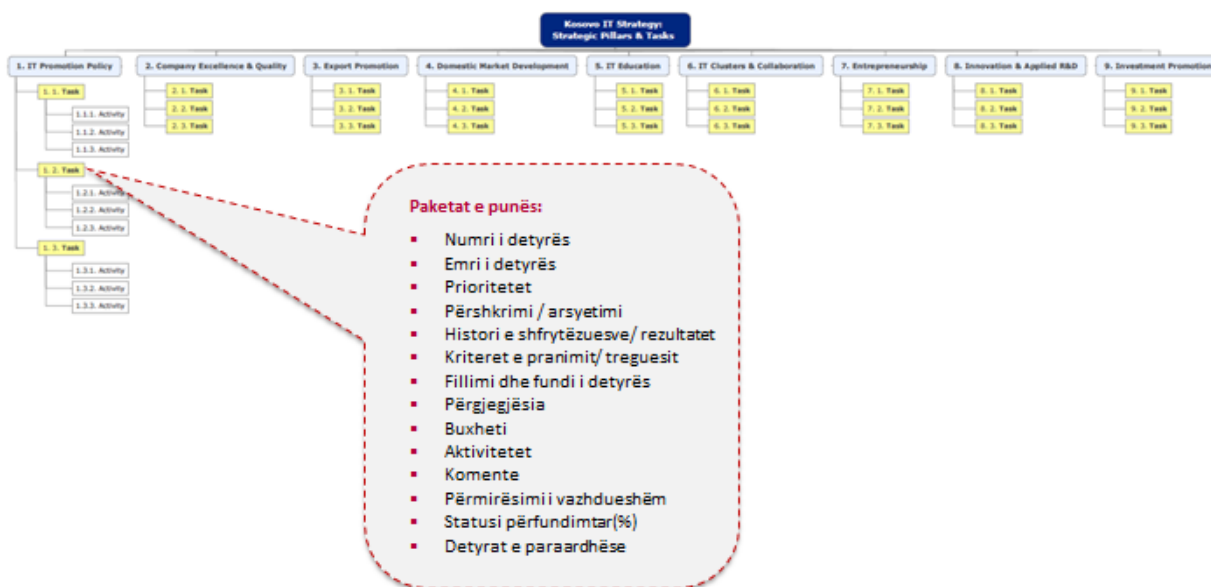 Kosovo IT Strategy:
Strategic Pillars & Tasks
1. IT Promotion Policy
2. Company Excellence & Quality
3. Export Promotion
4. Domestic Market Development
5. IT Education
6. IT Clusters & Collaboration
7. Entrepreneurship
8. Innovation & Applied R&D
9. Investment Promotion
1. 1. Task
1.1.1. Activity
1.1.2. Activity
1.1.3. Activity
1. 2. Task
1.2.1. Activity
1.2.2. Activity
1.2.3. Activity
1. 3. Task
1.3.1. Activity
1.3.2. Activity
1.3.3. Activity
2. 1. Task
2. 2. Task
2. 3. Task
3. 1. Task
3. 2. Task
3. 3. Task
4. 1. Task
4. 2. Task
4. 3. Task
5. 1. Task
5. 2. Task
5. 3. Task
6. 1. Task
6. 2. Task
6. 3. Task
7. 1. Task
7. 2. Task
7. 3. Task
8. 1. Task
8. 2. Task
8. 3. Task
9. 1. Task
9. 2. Task
9. 3. Task
Paketat e punës:
▪ Numri i detyrës
▪ Emri i detyrës
▪ Prioritetet
▪ Përshkrimi / arsyetimi
▪ Histori e shfrytëzuesve/ rezultatet
▪ Kriteret e pranimit/ treguesit
▪ Fillimi dhe fundi i detyrës
▪ Përgjegjësia
▪ Buxheti
▪ Aktivitetet
▪ Komente
▪ Përmirësimi i vazhdueshëm
▪ Statusi përfundimtar(%)
▪ Detyrat e paraardhëse